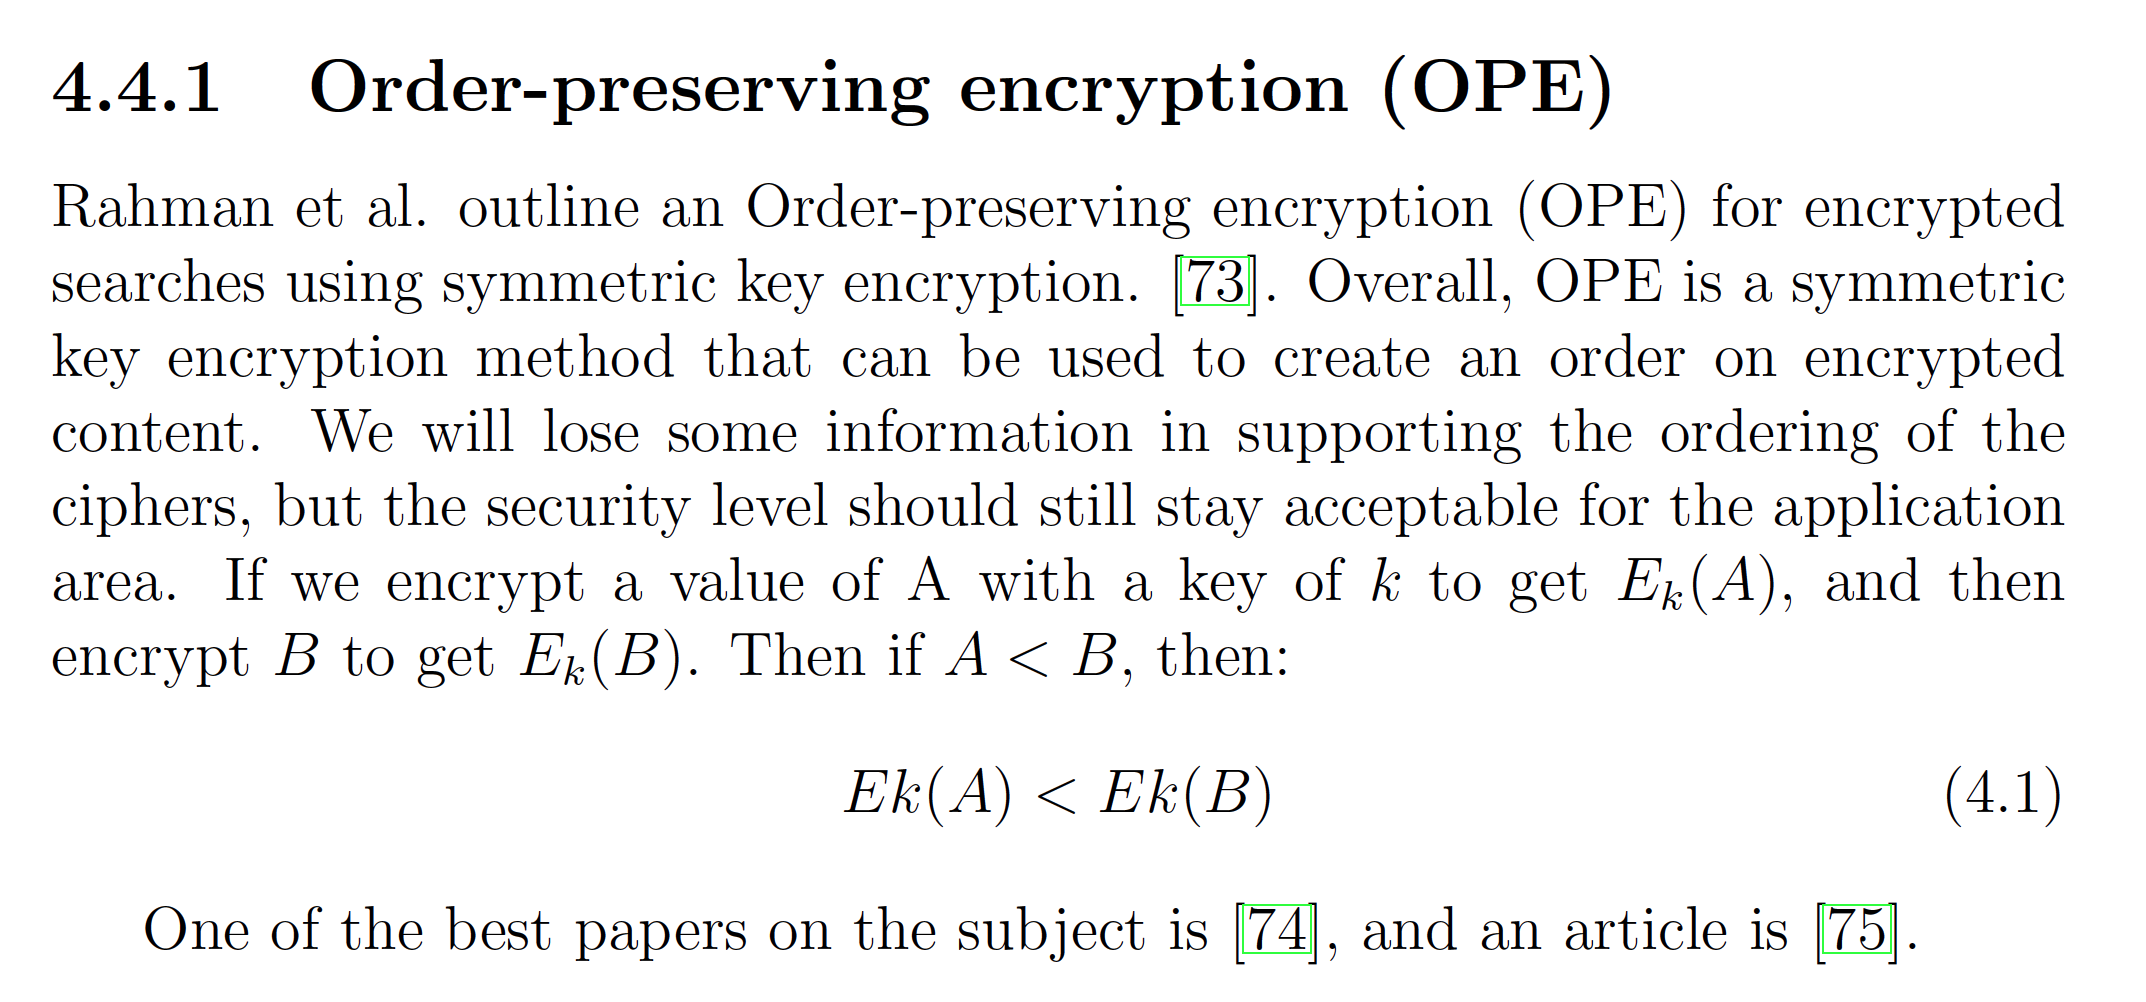 4.4.1 Order-preserving encryption (OPE)
Rahman et al. outline an Order-preserving encryption (OPE) for encrypted
searches using symmetric key encryption. [73]. Overall, OPE is a symmetric
key encryption method that can be used to create an order on encrypted
content. We will lose some information in supporting the ordering of the
ciphers, but the security level should still stay acceptable for the application
area. If we encrypt a value of A with a key of k to get Eₖ(A), and then
encrypt B to get Eₖ(B). Then if A < B, then:
Ek(A) < Ek(B) (4.1)
One of the best papers on the subject is [74], and an article is [75].